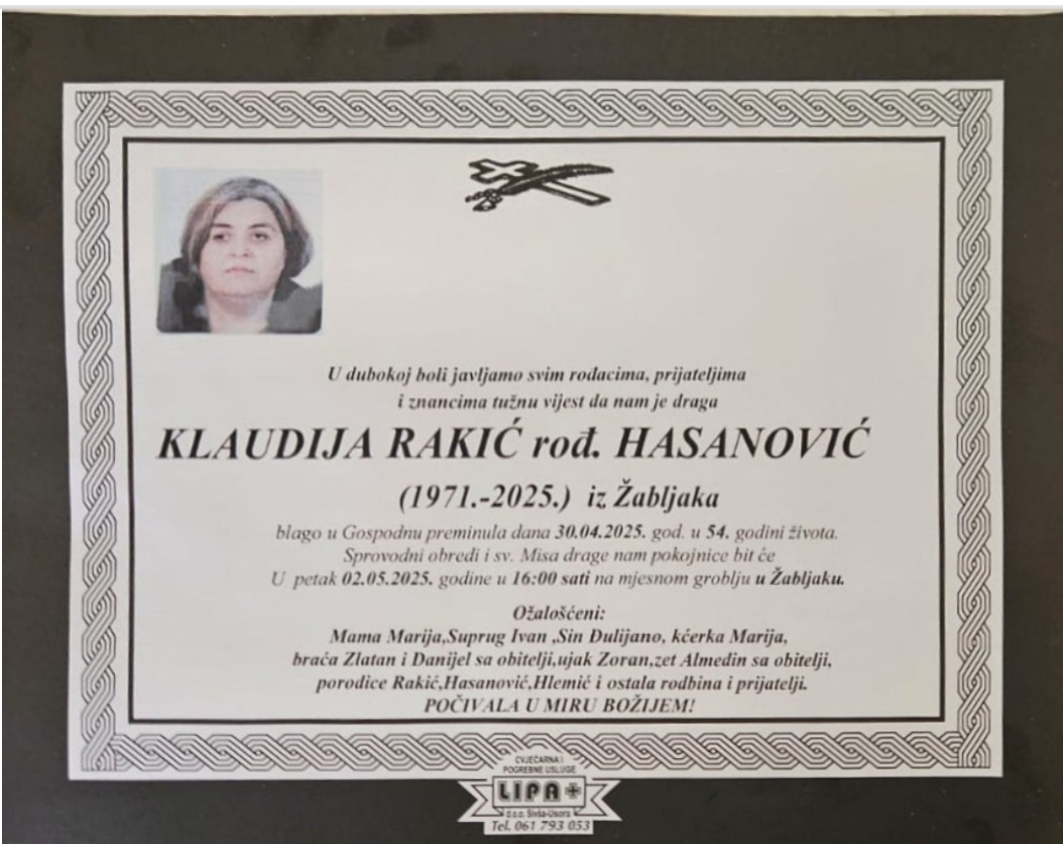 U dubokoj boli javljamo svim rodacima, prijateljima
i znancima tužnu vijest da nam je draga
KLAUDIJA RAKIĆ rođ. HASANOVIĆ
(1971.-2025.) iz Žabljaka
blago u Gospodnu preminula dana 30.04.2025. god. u 54. godini života.
Sprovodni obredi i sv. Misa drage nam pokojnice bit će
U petak 02.05.2025. godine u 16:00 sati na mjesnom groblju u Žabljaku.
Ožalošćeni:
Mama Marija,Suprug Ivan ,Sin Đulijano, kćerka Marija,
braća Zlatan i Danijel sa obitelji,ujak Zoran,zet Almedin sa obitelji,
porodice Rakić,Hasanović,Hlemić i ostala rodbina i prijatelji.
POČIVALA U MIRU BOŽIJEM!
CVJEĆARNA I
POGREBNE USLUGE
LIPA+
d.o.o. Sivša-Usora
Tel. 061 793 053